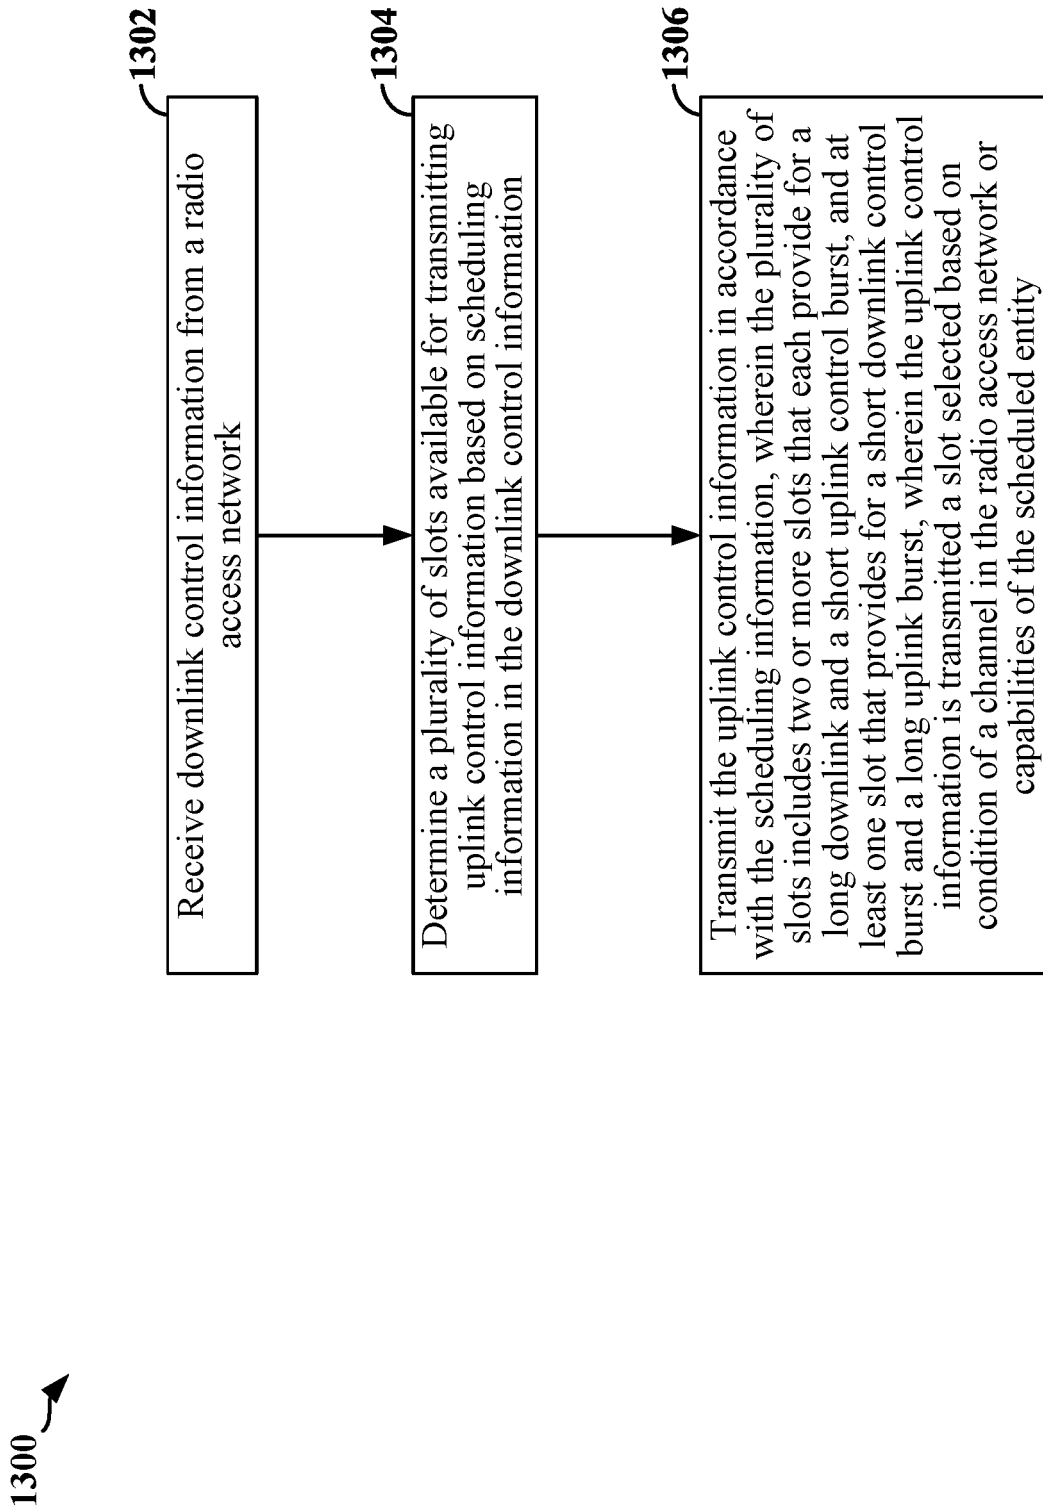 1300
1302
Receive downlink control information from a radio
access network
1304
Determine a plurality of slots available for transmitting
uplink control information based on scheduling
information in the downlink control information
1306
Transmit the uplink control information in accordance
with the scheduling information, wherein the plurality of
slots includes two or more slots that each provide for a
long downlink and a short uplink control burst, and at
least one slot that provides for a short downlink control
burst and a long uplink burst, wherein the uplink control
information is transmitted a slot selected based on
condition of a channel in the radio access network or
capabilities of the scheduled entity